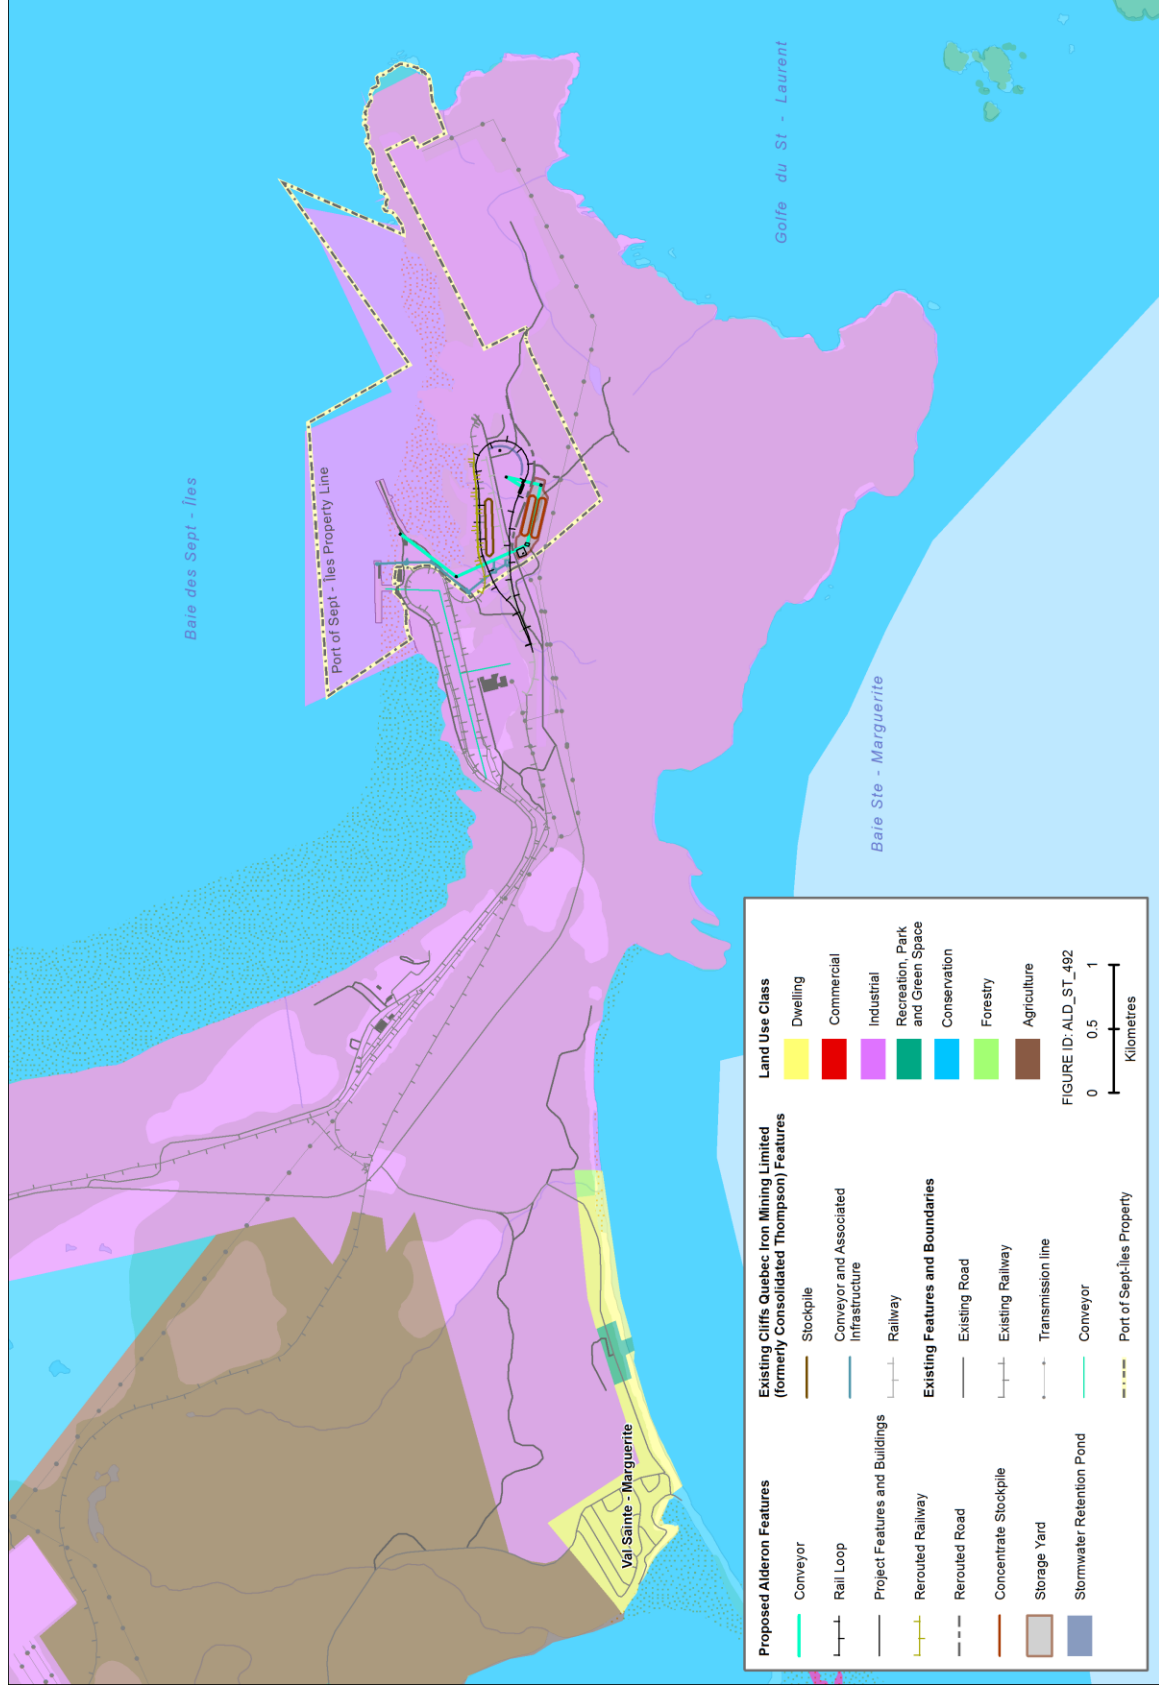 Baie des Sept - Îles
Port of Sept - Îles Property Line
Golfe du St - Laurent
Baie Ste - Marguerite
Val Sainte - Marguerite
Proposed Alderon Features
Conveyor
Rail Loop
Project Features and Buildings
Rerouted Railway
Rerouted Road
Concentrate Stockpile
Storage Yard
Stormwater Retention Pond
Existing Cliffs Quebec Iron Mining Limited
(formerly Consolidated Thompson) Features
Stockpile
Conveyor and Associated
Infrastructure
Railway
Existing Features and Boundaries
Existing Road
Existing Railway
Transmission line
Conveyor
Port of Sept-Îles Property
Land Use Class
Dwelling
Commercial
Industrial
Recreation, Park
and Green Space
Conservation
Forestry
Agriculture
FIGURE ID: ALD_ST_492
0 0.5 1
Kilometres